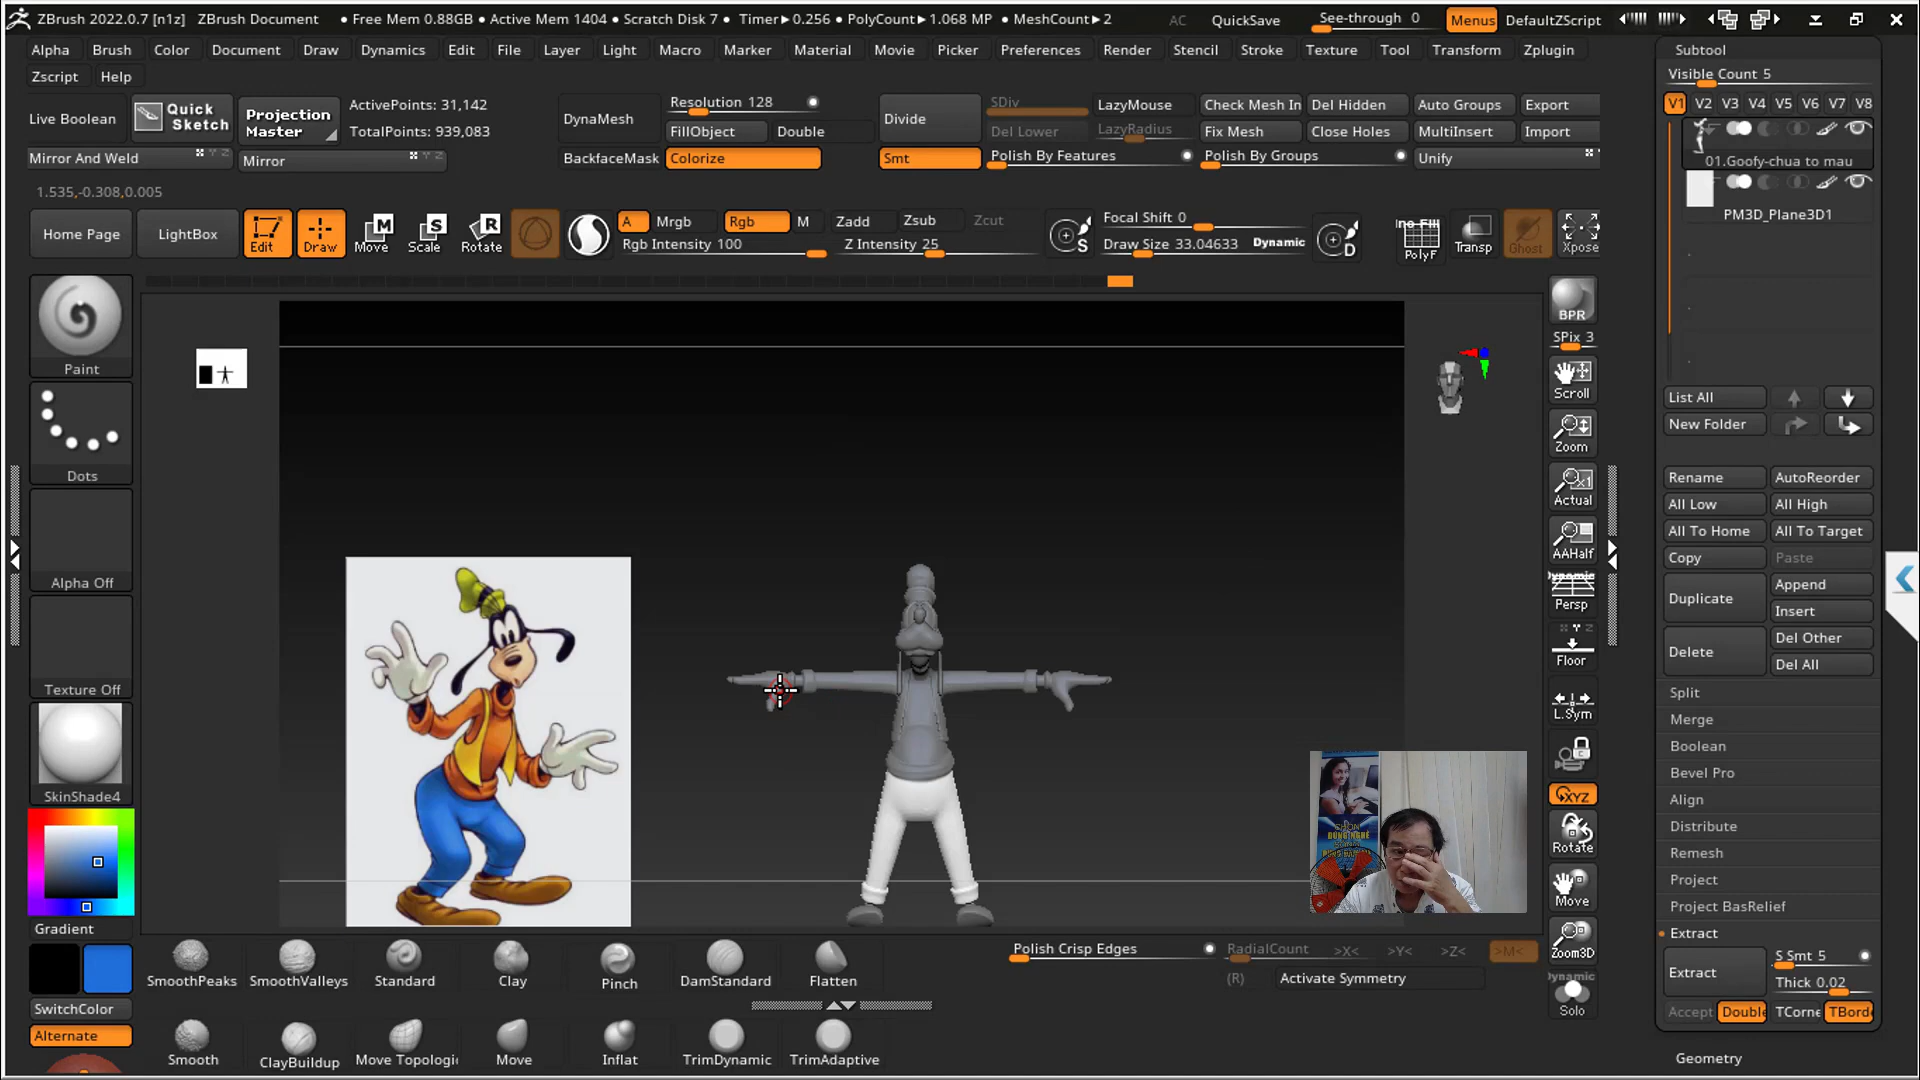 ZBrush 2022.0.7 [n1z] ZBrush Document ● Free Mem 0.88GB ● Active Mem 1404 ● Scratch Disk 7 ● Timer▶0.256 ● PolyCount▶1.068 MP ● MeshCount▶2 AC QuickSave See-through 0 Menus DefaultZScript
Alpha Brush Color Document Draw Dynamics Edit File Layer Light Macro Marker Material Movie Picker Preferences Render Stencil Stroke Texture Tool Transform Zplugin
Zscript Help
Live Boolean Quick Sketch Projection Master ActivePoints: 31,142 TotalPoints: 939,083
DynaMesh Resolution 128 FillObject Double
Divide SDiv Del Lower LazyMouse LazyRadius Check Mesh In Fix Mesh Del Hidden Close Holes Auto Groups MultiInsert Export Import
Mirror And Weld Mirror BackfaceMask Colorize Smt Polish By Features Polish By Groups Unify
1.535,-0.308,0.005
Home Page LightBox Edit Draw Move Scale Rotate
A Mrgb Rgb M Zadd Zsub Zcut
Rgb Intensity 100 Z Intensity 25
S Focal Shift 0 Draw Size 33.04633 Dynamic D
PolyF Transp Ghost Xpose
Paint
Dots
Alpha Off
Texture Off
SkinShade4
Gradient
SwitchColor
Alternate
BPR
SPix 3
Scroll
Zoom
Actual
AAHalf
Dynamic
Persp
Floor
L.Sym
XYZ
Rotate
Move
Zoom3D
Dynamic
Solo
Subtool
Visible Count 5
V1 V2 V3 V4 V5 V6 V7 V8
01.Goofy-chua to mau
PM3D_Plane3D1
List All
New Folder
Rename AutoReorder
All Low All High
All To Home All To Target
Copy Paste
Duplicate Append
Insert
Delete Del Other
Del All
Split
Merge
Boolean
Bevel Pro
Align
Distribute
Remesh
Project
Project BasRelief
Extract
Extract S Smt 5
Thick 0.02
Accept Double TCorne TBorde
Geometry
SmoothPeaks SmoothValleys Standard Clay Pinch DamStandard Flatten
Polish Crisp Edges RadialCount >X< >Y< >Z< >M<
(R) Activate Symmetry
Smooth ClayBuildup Move Topologic Move Inflat TrimDynamic TrimAdaptive